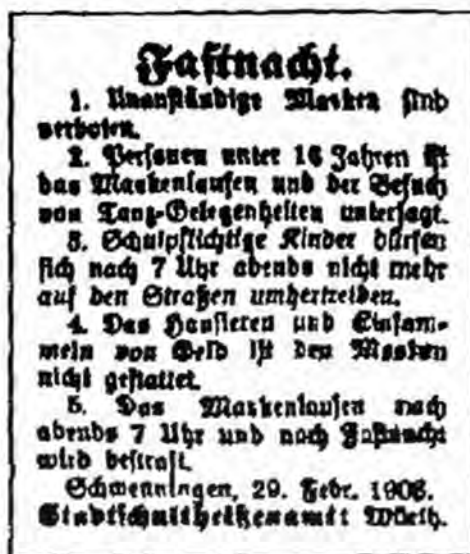 Fastnacht.
1. Unanständige Masken sind
verboten.
2. Personen unter 16 Jahren ist
das Maskenlaufen und der Besuch
von Tanz-Gelegenheiten untersagt.
3. Schulpflichtige Kinder dürfen
sich nach 7 Uhr abends nicht mehr
auf den Straßen umhertreiben.
4. Das Hausieren und Einsam-
meln von Geld ist den Masken
nicht gestattet.
5. Das Maskenlaufen nach
abends 7 Uhr und nach Fastnacht
wird bestraft.
Schwenningen, 29. Febr. 1908.
Stadtschultheißenamt: Würth.